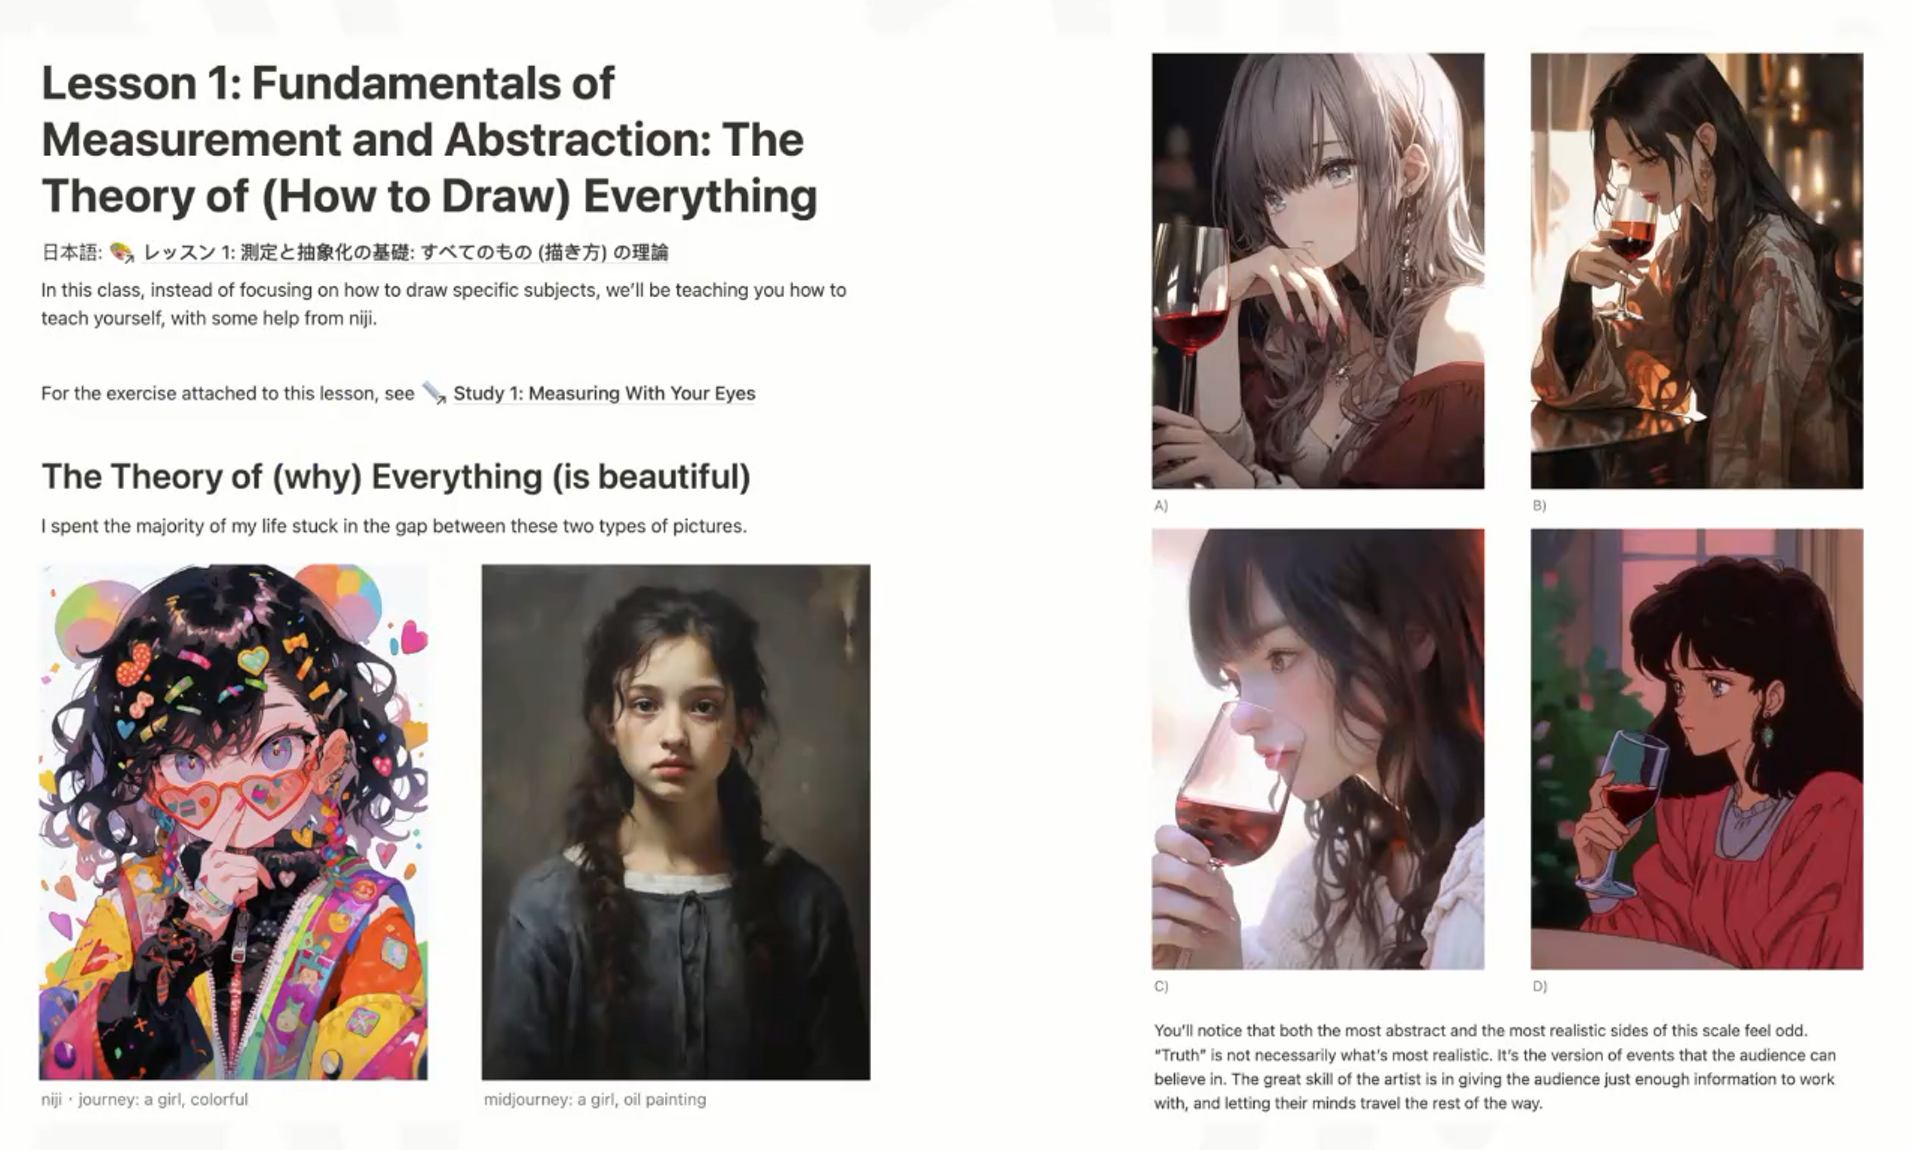 Lesson 1: Fundamentals of
Measurement and Abstraction: The
Theory of (How to Draw) Everything
日本語: レッスン 1: 測定と抽象化の基礎: すべてのもの (描き方) の理論
In this class, instead of focusing on how to draw specific subjects, we’ll be teaching you how to
teach yourself, with some help from niji.
For the exercise attached to this lesson, see Study 1: Measuring With Your Eyes
The Theory of (why) Everything (is beautiful)
I spent the majority of my life stuck in the gap between these two types of pictures.
niji・journey: a girl, colorful
midjourney: a girl, oil painting
A)
B)
C)
D)
You’ll notice that both the most abstract and the most realistic sides of this scale feel odd.
“Truth” is not necessarily what’s most realistic. It’s the version of events that the audience can
believe in. The great skill of the artist is in giving the audience just enough information to work
with, and letting their minds travel the rest of the way.